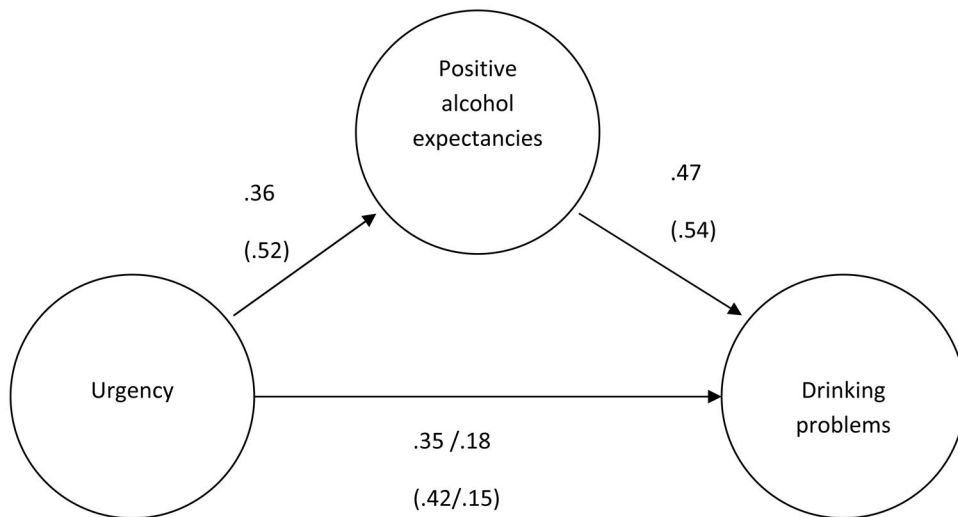 Positive
alcohol
expectancies
.36
(.52)
.47
(.54)
Urgency
Drinking
problems
.35 /.18
(.42/.15)